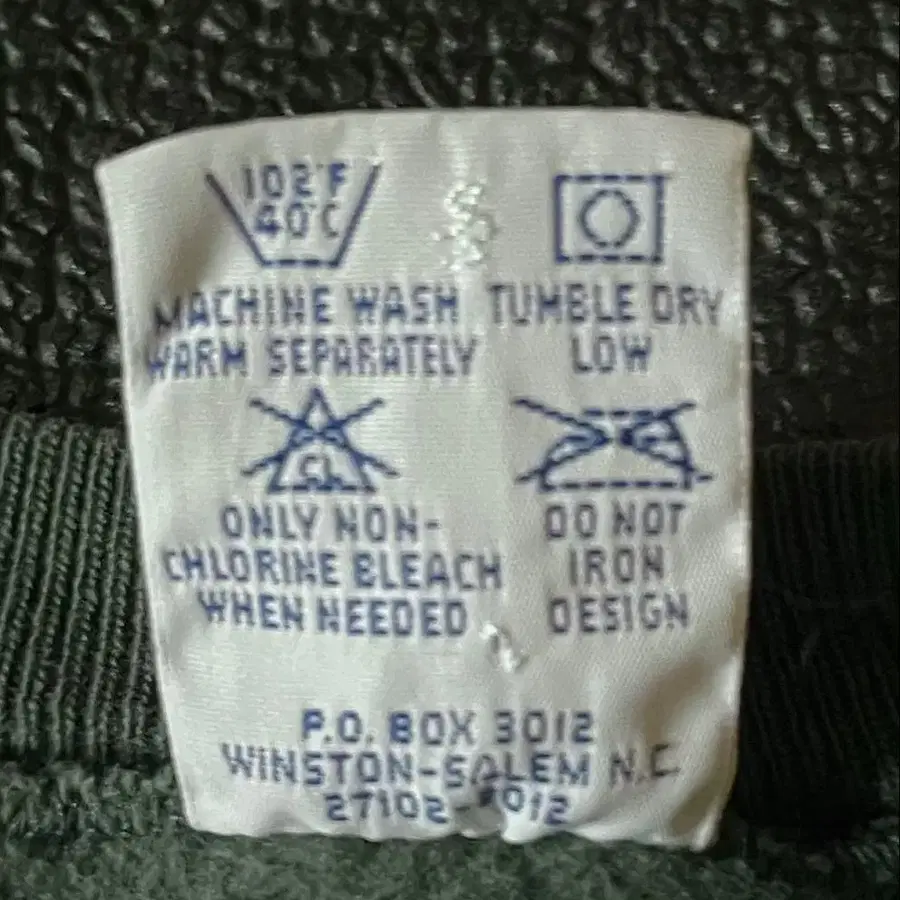 102°F
40°C
MACHINE WASH
WARM SEPARATELY
TUMBLE DRY
LOW
CL
ONLY NON-
CHLORINE BLEACH
WHEN NEEDED
DO NOT
IRON
DESIGN
P.O. BOX 3012
WINSTON-SALEM N.C.
27102-3012